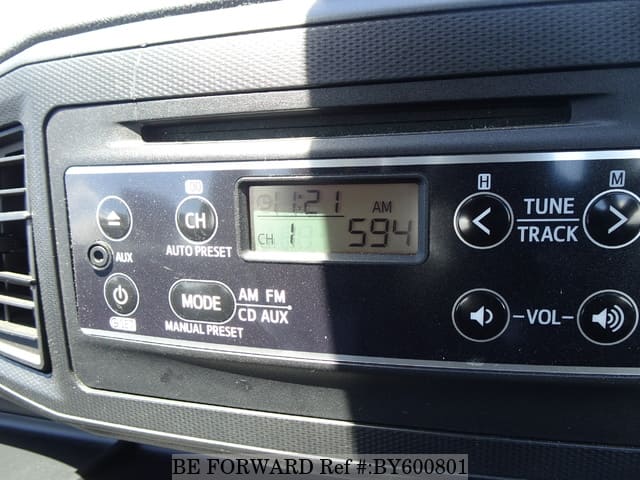 11:21 AM
CH 1 594
CH
AUTO PRESET
AUX
MODE
AM FM
CD AUX
MANUAL PRESET
H
M
TUNE
TRACK
-VOL-
BE FORWARD Ref #:BY600801